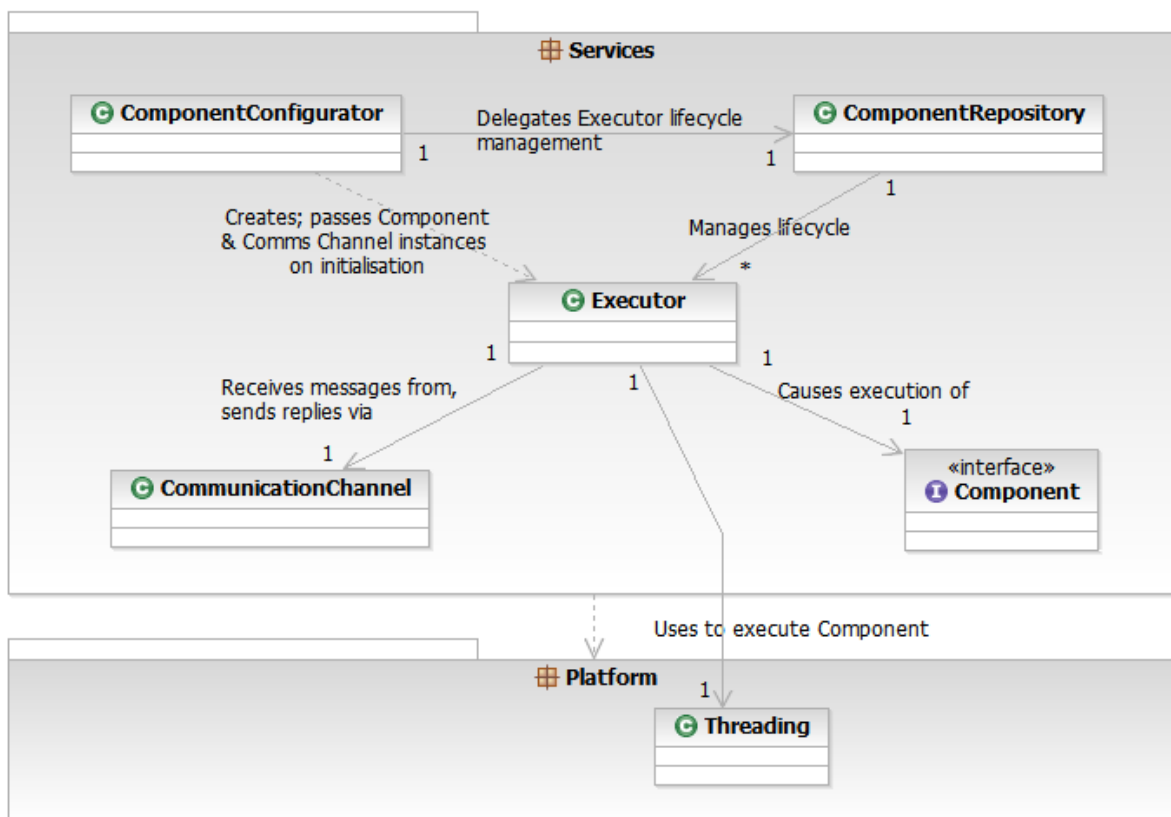 Services
C ComponentConfigurator
Delegates Executor lifecycle
management
C ComponentRepository
1
1
1
Creates; passes Component
& Comms Channel instances
on initialisation
Manages lifecycle
*
C Executor
1
1
1
Receives messages from,
sends replies via
Causes execution of
1
1
C CommunicationChannel
«interface»
I Component
Uses to execute Component
Platform
1
C Threading